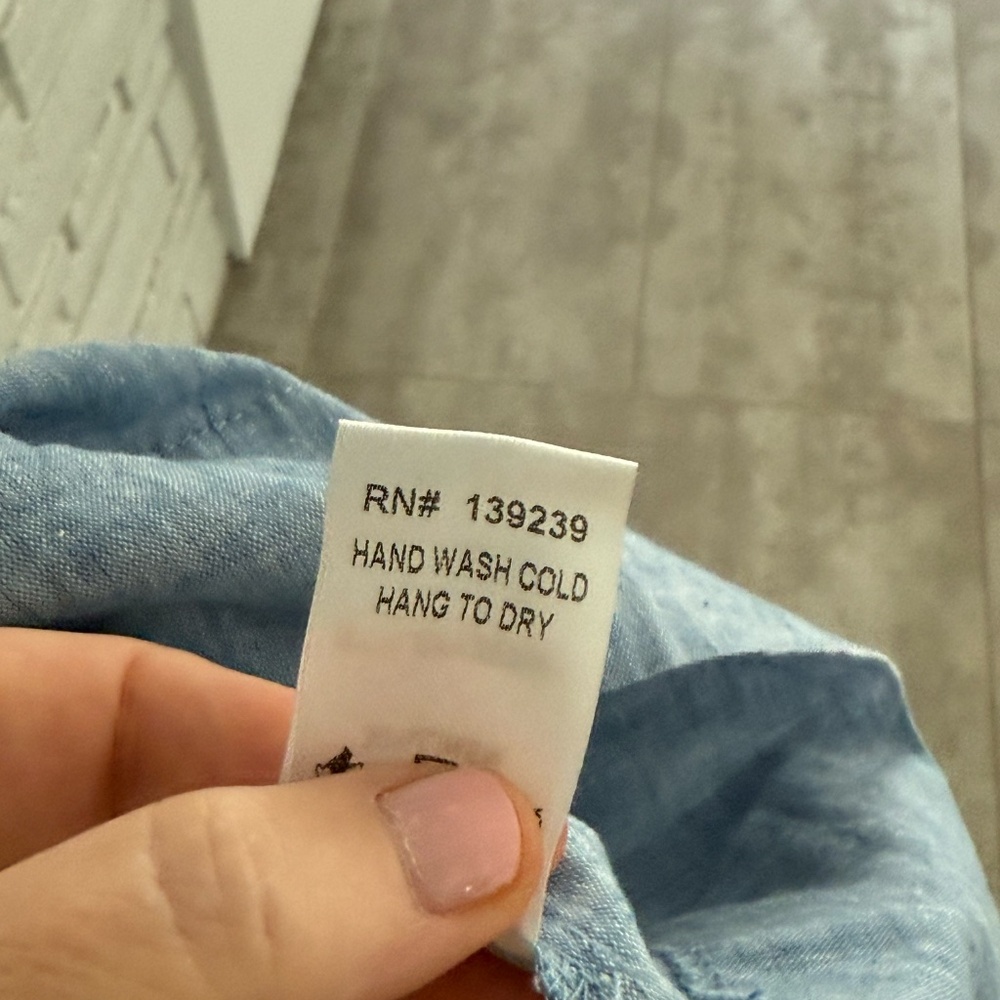 RN# 139239
HAND WASH COLD
HANG TO DRY